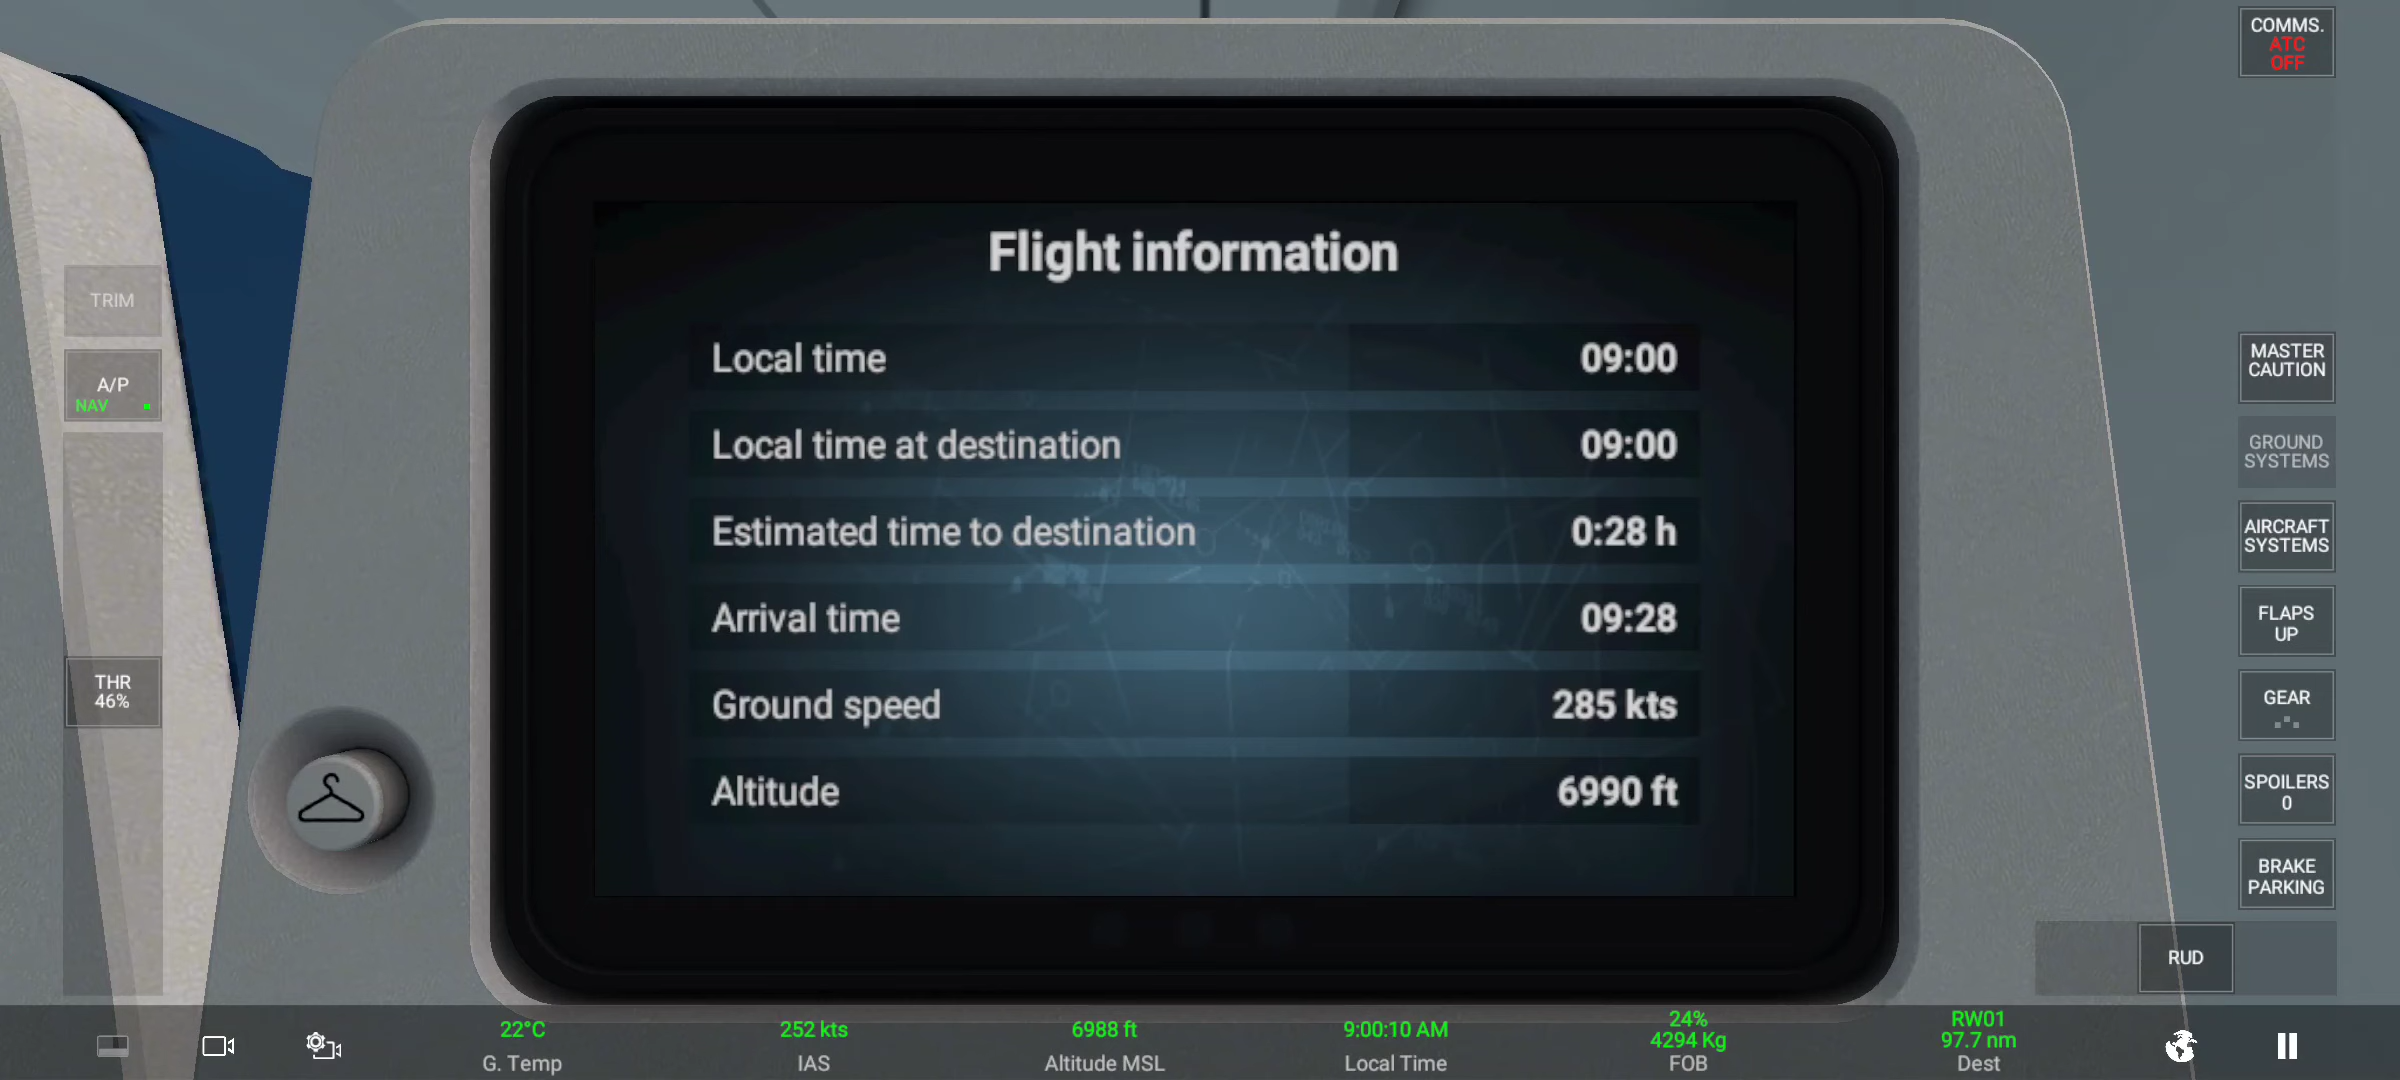 COMMS.
ATC
OFF
Flight information
Local time 09:00
Local time at destination 09:00
Estimated time to destination 0:28 h
Arrival time 09:28
Ground speed 285 kts
Altitude 6990 ft
TRIM
A/P
NAV
THR
46%
MASTER
CAUTION
GROUND
SYSTEMS
AIRCRAFT
SYSTEMS
FLAPS
UP
GEAR
SPOILERS
0
BRAKE
PARKING
RUD
22°C
G. Temp
252 kts
IAS
6988 ft
Altitude MSL
9:00:10 AM
Local Time
24%
4294 Kg
FOB
RW01
97.7 nm
Dest